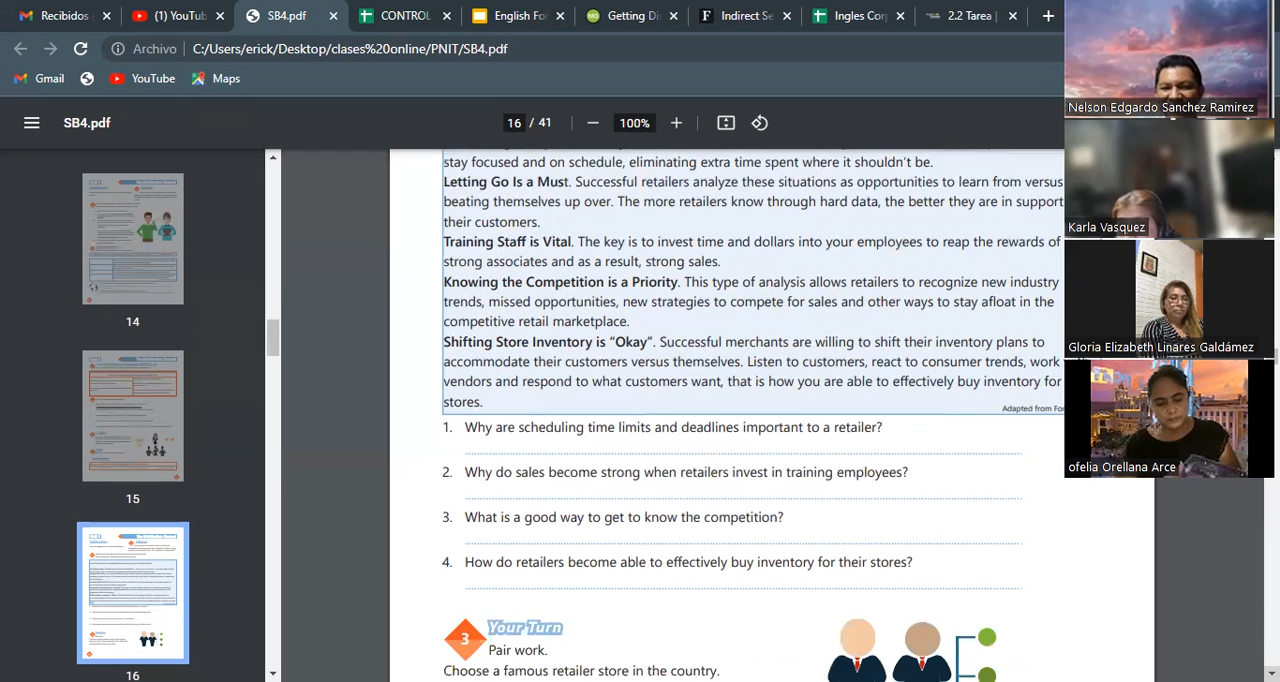 Recibidos
(1) YouTub
SB4.pdf
CONTROL
English Fo
Getting Di
Indirect Se
Ingles Cor
2.2 Tarea
Archivo
C:/Users/erick/Desktop/clases%20online/PNIT/SB4.pdf
Gmail
YouTube
Maps
SB4.pdf
16 / 41
100%
14
15
16
stay focused and on schedule, eliminating extra time spent where it shouldn't be.
Letting Go Is a Must. Successful retailers analyze these situations as opportunities to learn from versus
beating themselves up over. The more retailers know through hard data, the better they are in support
their customers.
Training Staff is Vital. The key is to invest time and dollars into your employees to reap the rewards of
strong associates and as a result, strong sales.
Knowing the Competition is a Priority. This type of analysis allows retailers to recognize new industry
trends, missed opportunities, new strategies to compete for sales and other ways to stay afloat in the
competitive retail marketplace.
Shifting Store Inventory is “Okay”. Successful merchants are willing to shift their inventory plans to
date their customers versus themselves. Listen to customers, react to consumer trends, work
vendors and respond to what customers want, that is how you are able to effectively buy inventory for
stores.
Adapted from For
1. Why are scheduling time limits and deadlines important to a retailer?
2. Why do sales become strong when retailers invest in training employees?
3. What is a good way to get to know the competition?
4. How do retailers become able to effectively buy inventory for their stores?
3
Your Turn
Pair work.
Choose a famous retailer store in the country.
Nelson Edgardo Sanchez Ramirez
Karla Vasquez
Gloria Elizabeth Linares Galdámez
ofelia Orellana Arce